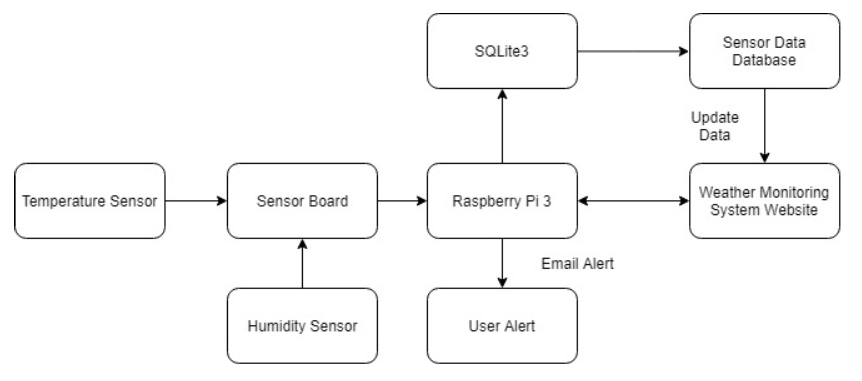 SQLite3
Sensor Data
Database
Update
Data
Temperature Sensor
Sensor Board
Raspberry Pi 3
Weather Monitoring
System Website
Email Alert
Humidity Sensor
User Alert